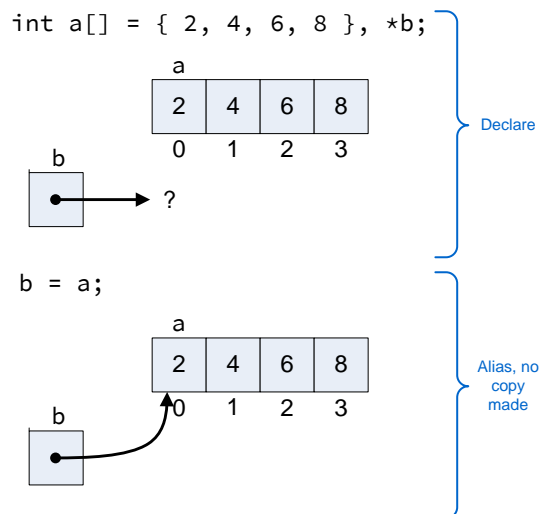 int a[] = { 2, 4, 6, 8 }, *b;
a
2 4 6 8
0 1 2 3
Declare
b
?
b = a;
a
2 4 6 8
0 1 2 3
Alias, no
copy
made
b